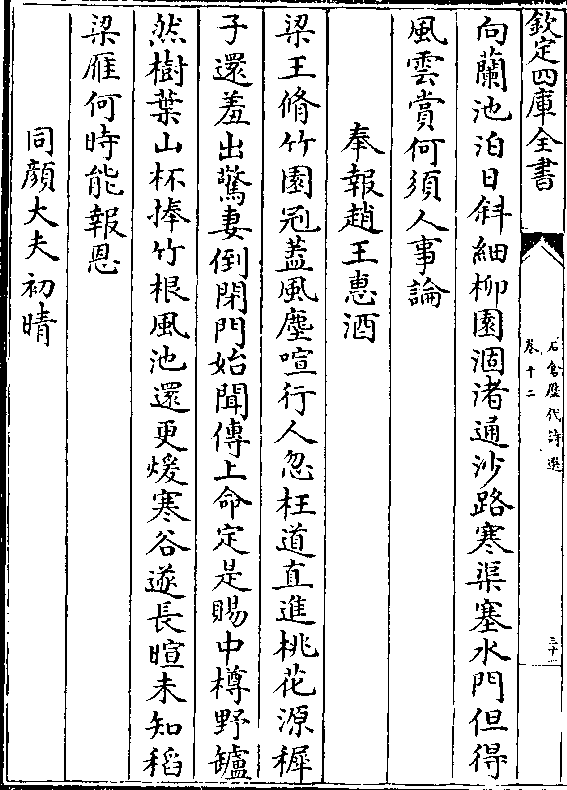 欽定四庫全書
石倉歷代詩選
卷十二
三十一
向蘭池泊日斜細柳園涸渚通沙路寒渠塞水門但得
風雲賞何須人事論
奉報趙王惠酒
梁王脩竹園冠蓋風塵喧行人忽枉道直進桃花源稺
子還羞出驚妻倒閉門始聞傳上命定是賜中樽野罏
然樹葉山杯捧竹根風池還更煖寒谷遂長暄未知稻
梁雁何時能報恩
同顔大夫初晴